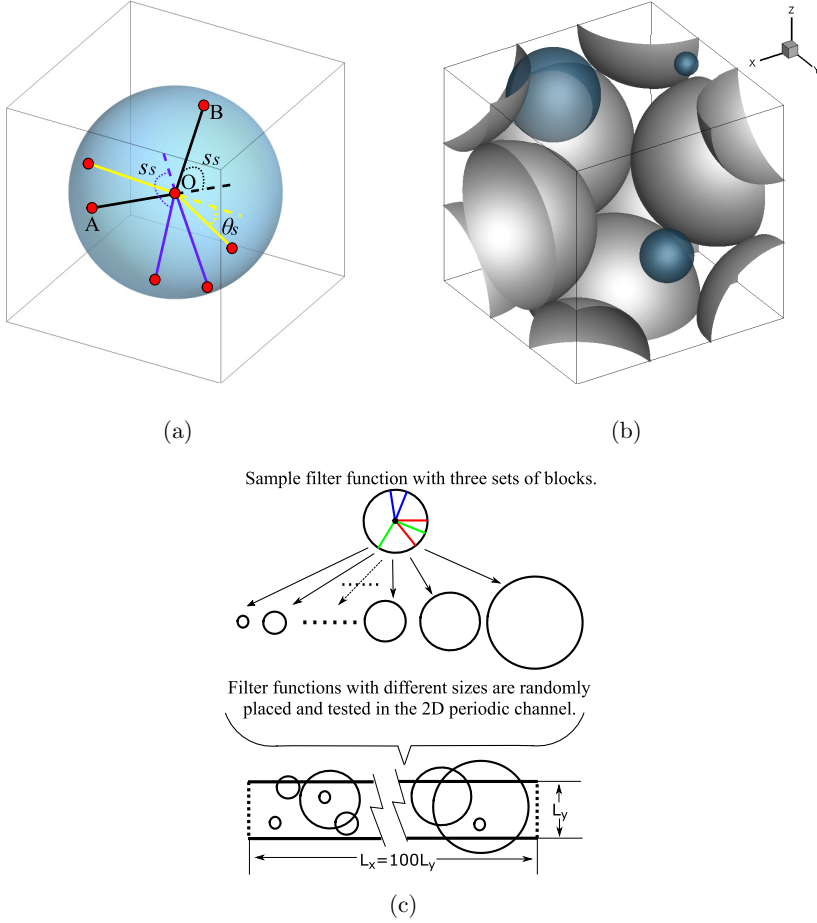 B
ss
ss
O
A
θs
(a)
Z
X
Y
(b)
Sample filter function with three sets of blocks.
Filter functions with different sizes are randomly
placed and tested in the 2D periodic channel.
Ly
Lx=100Ly
(c)